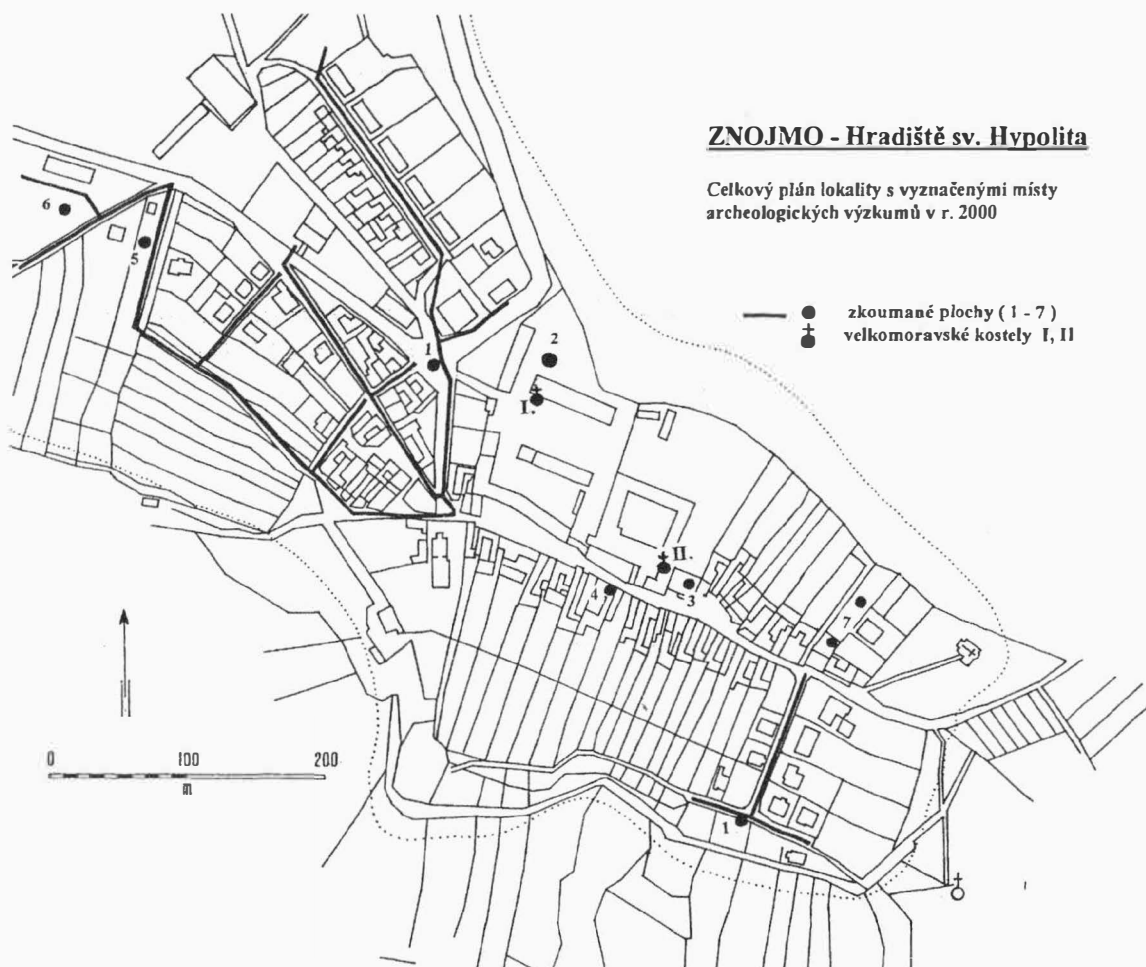 ZNOJMO - Hradiště sv. Hypolita
Celkový plán lokality s vyznačenými místy
archeologických výzkumů v r. 2000
zkoumané plochy ( 1 - 7 )
velkomoravské kostely I, II
6
5
1
2
I.
II.
3
4
7
1
0 100 200
m